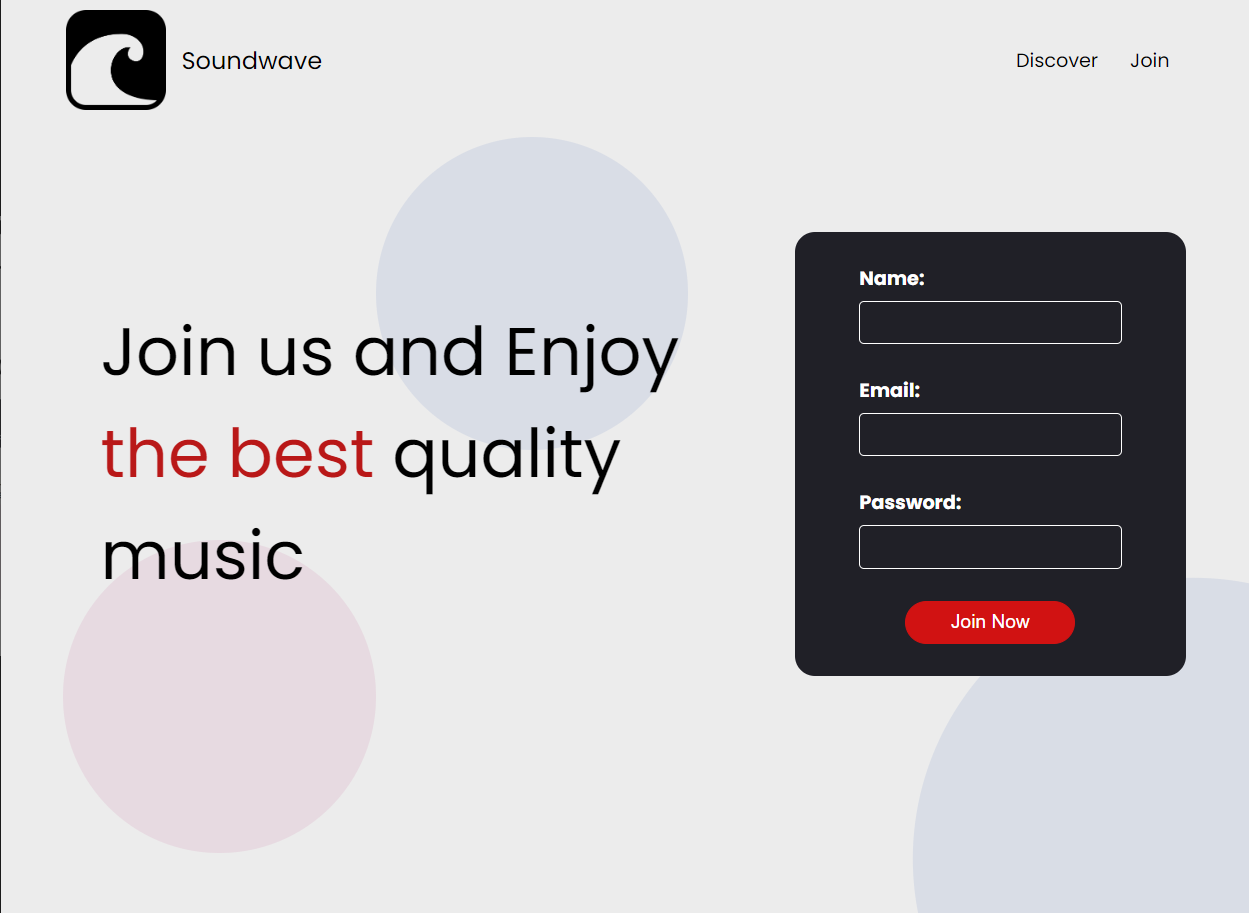 Soundwave
Discover
Join
Join us and Enjoy
the best quality
music
Name:
Email:
Password:
Join Now